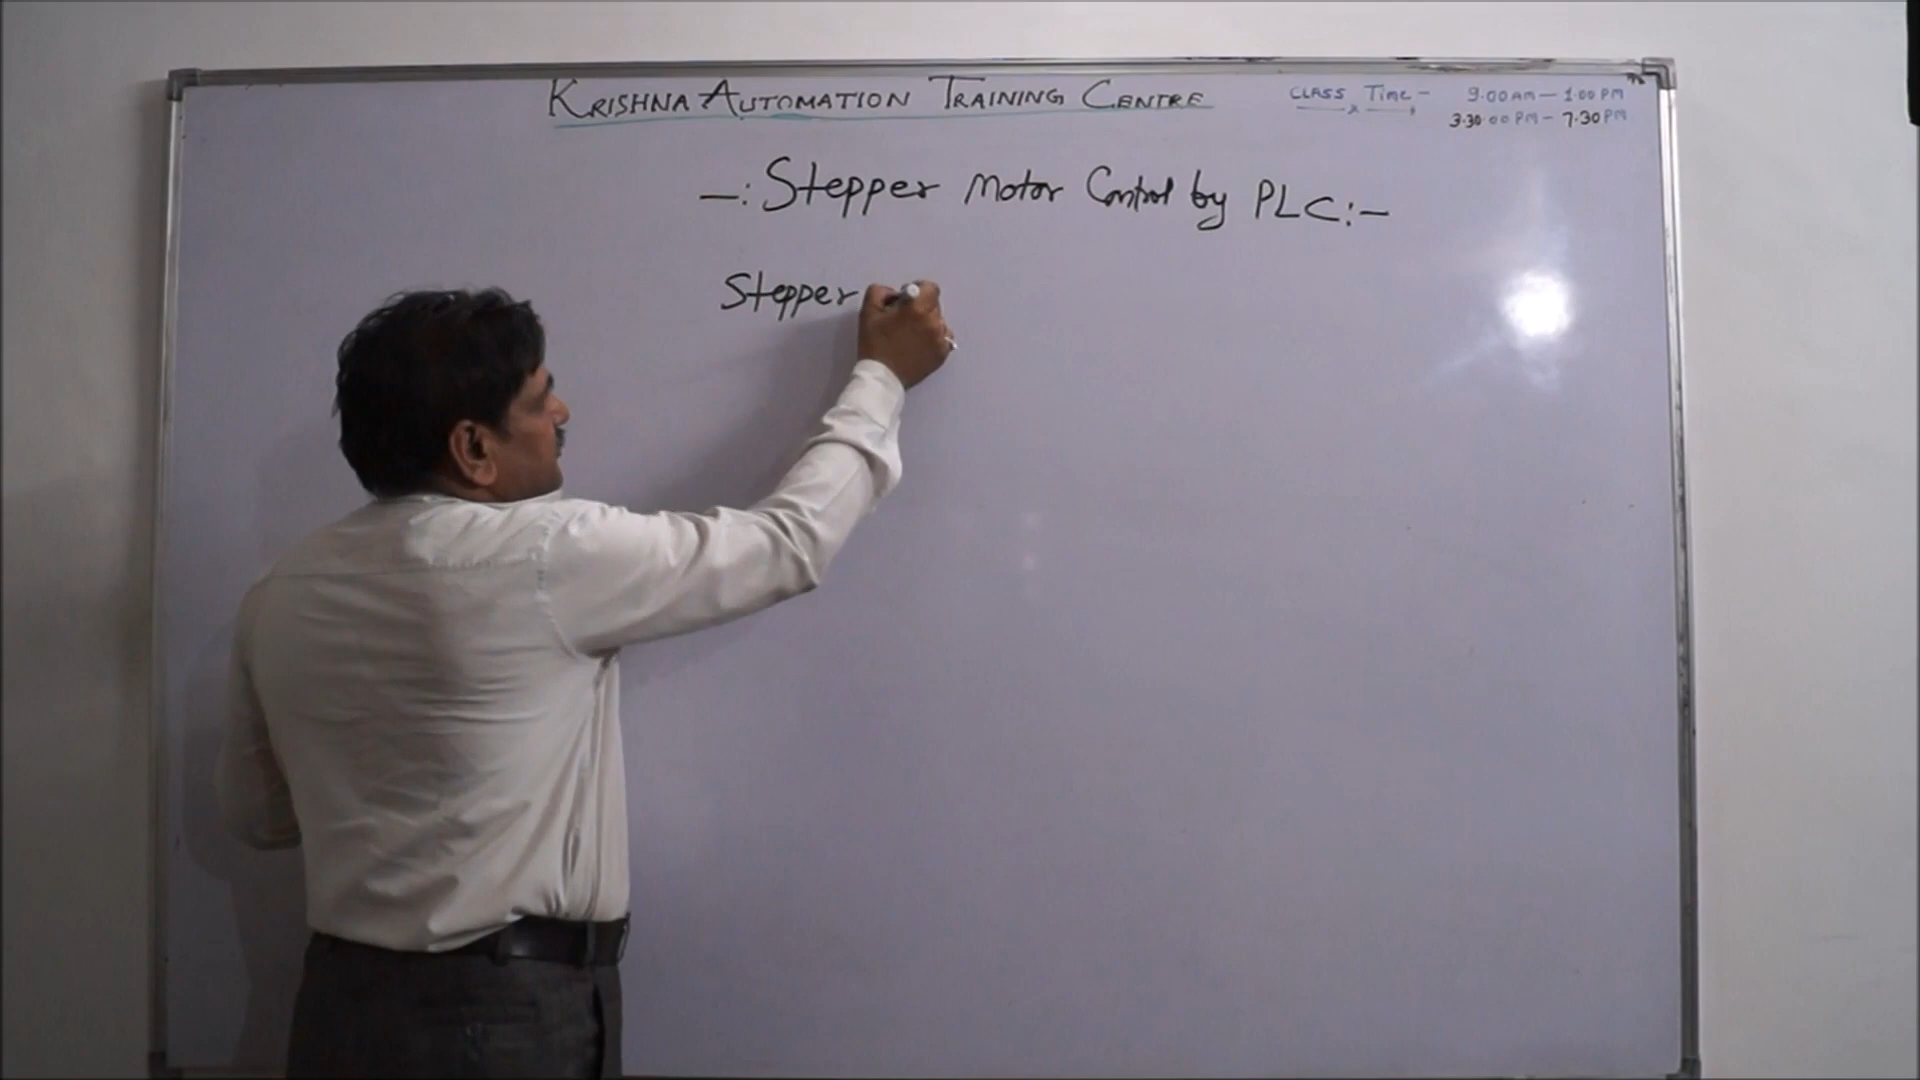 KRISHNA AUTOMATION TRAINING CENTRE
CLASS Time - 9.00 AM — 1.00 PM
3.30.00 PM - 7.30 PM
—: Stepper Motor Control by PLC:—
Stepper